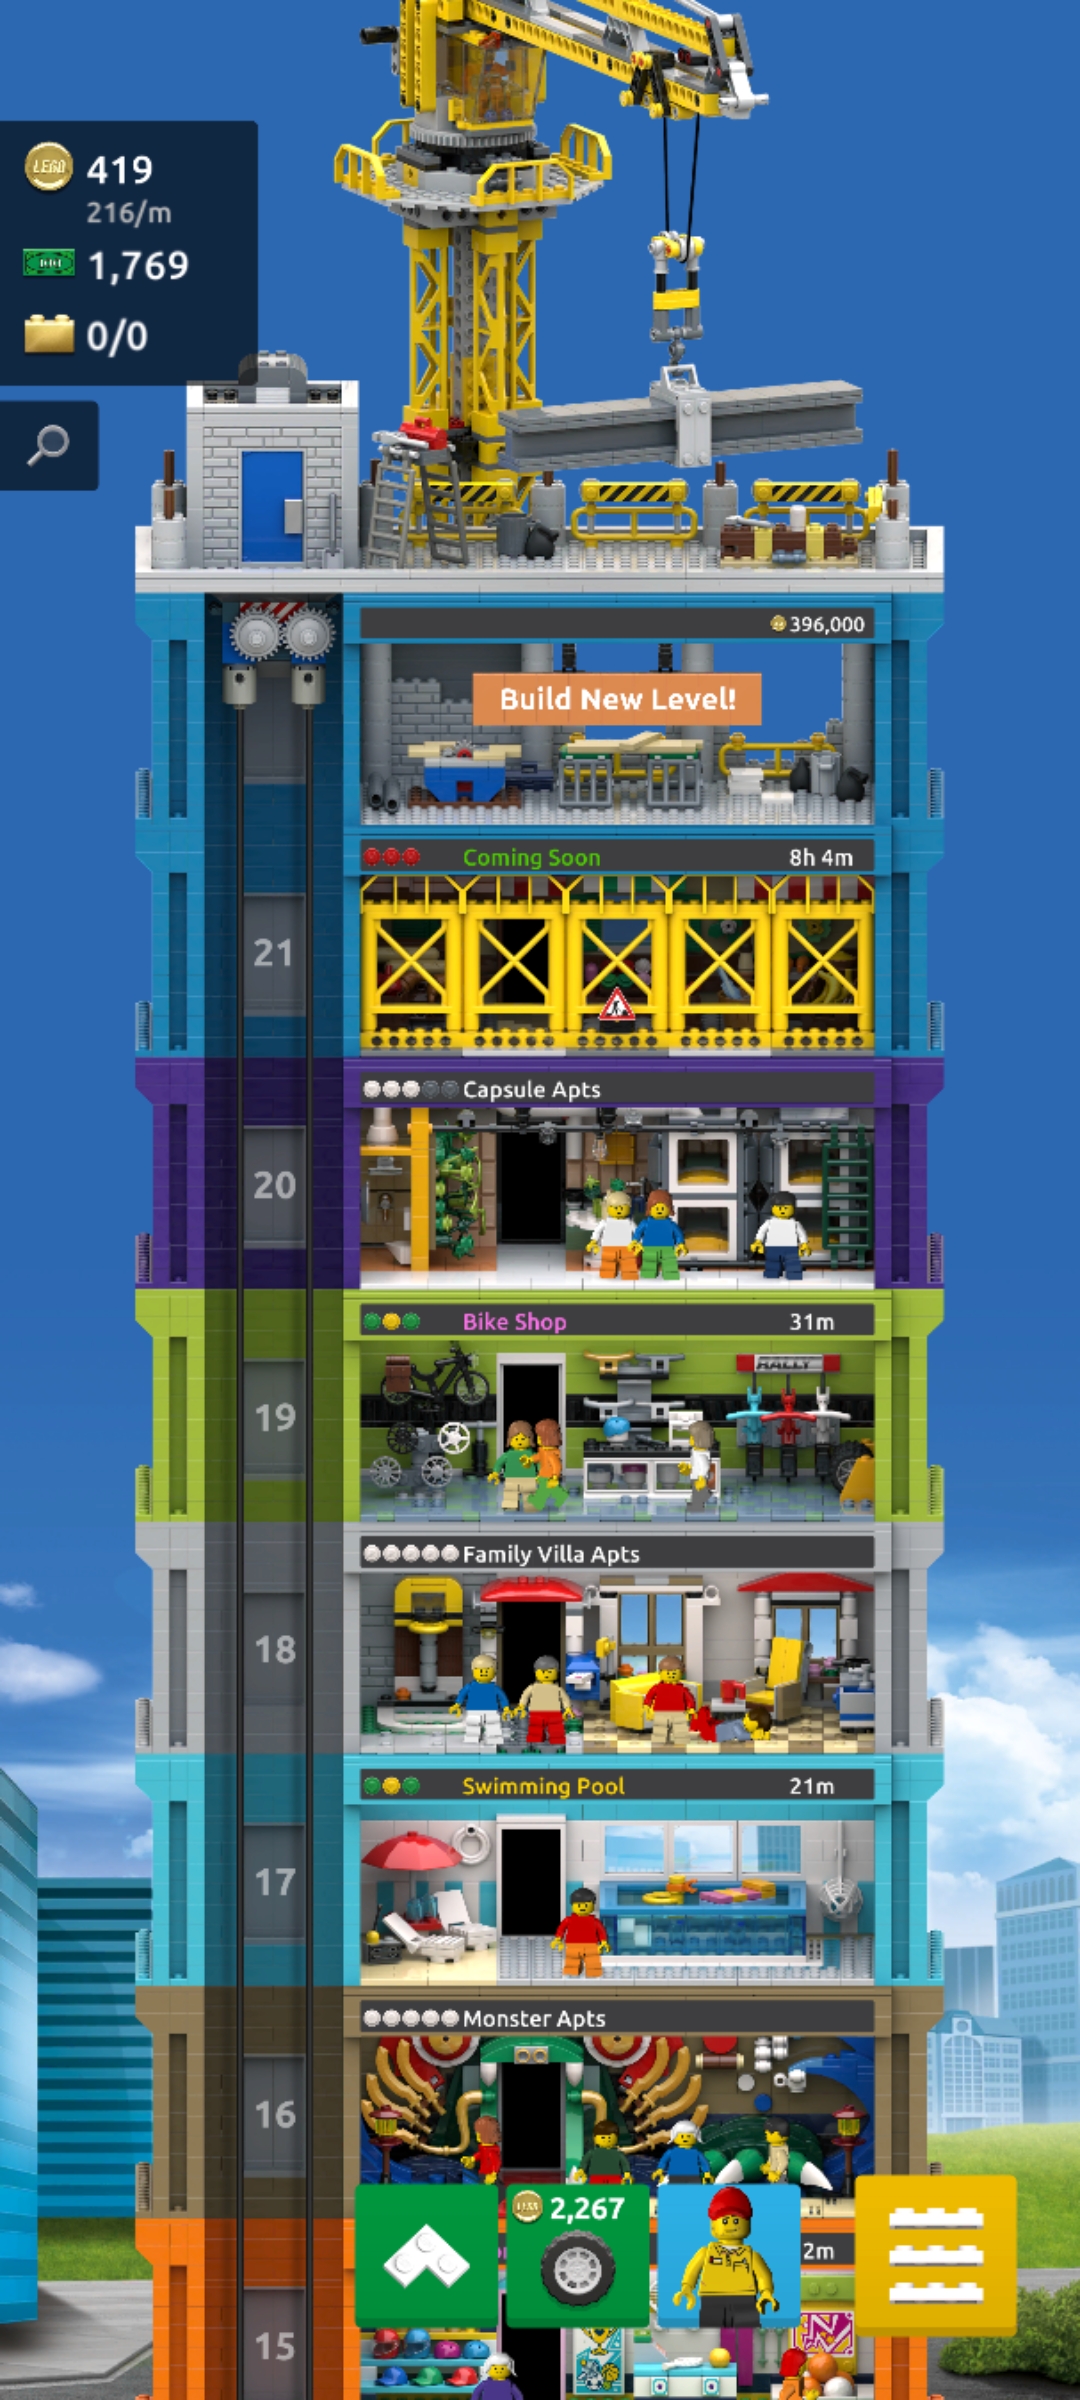 LEGO 419
216/m
1,769
0/0
396,000
Build New Level!
Coming Soon 8h 4m
21
Capsule Apts
20
Bike Shop 31m
RALLY
19
Family Villa Apts
18
Swimming Pool 21m
17
Monster Apts
16
2,267
2m
15